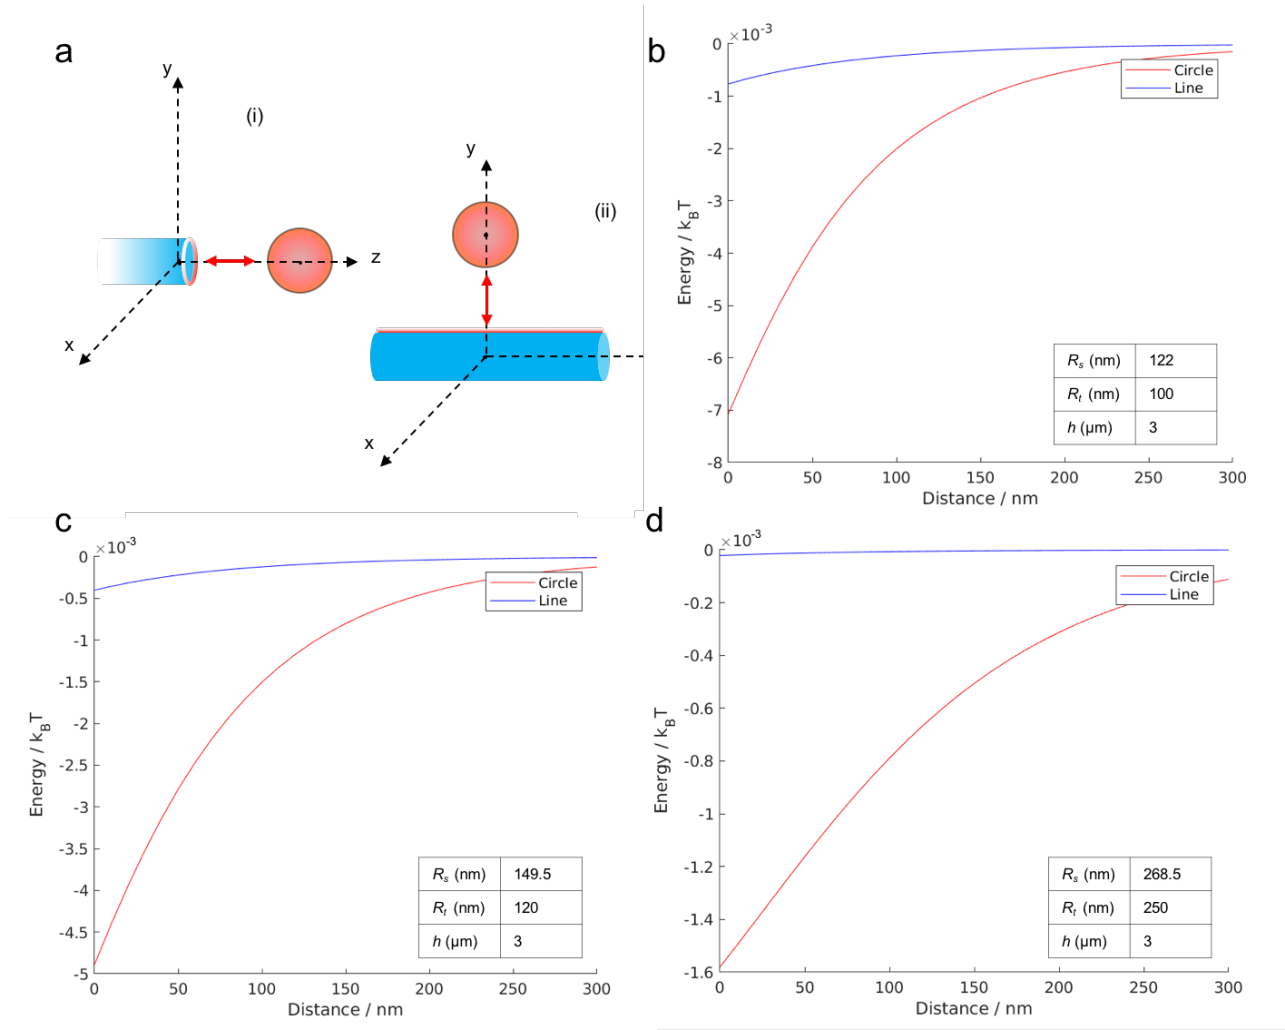 a
y
(i)
z
x
y
(ii)
x
b
×10⁻³
0
-1
-2
-3
-4
-5
-6
-7
-8
0 50 100 150 200 250 300
Energy / k_BT
Distance / nm
Circle
Line
R_s (nm) 122
R_t (nm) 100
h (μm) 3
c
×10⁻³
0
-0.5
-1
-1.5
-2
-2.5
-3
-3.5
-4
-4.5
-5
0 50 100 150 200 250 300
Energy / k_BT
Distance / nm
Circle
Line
R_s (nm) 149.5
R_t (nm) 120
h (μm) 3
d
×10⁻³
0
-0.2
-0.4
-0.6
-0.8
-1
-1.2
-1.4
-1.6
0 50 100 150 200 250 300
Energy / k_BT
Distance / nm
Circle
Line
R_s (nm) 268.5
R_t (nm) 250
h (μm) 3